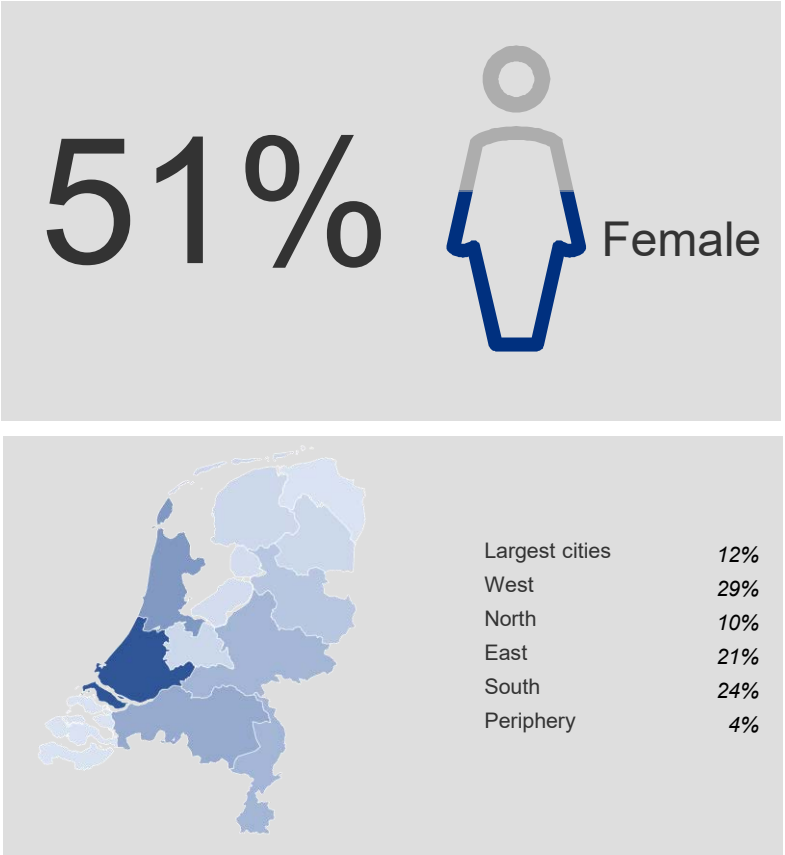 51%
Female
Largest cities 12%
West 29%
North 10%
East 21%
South 24%
Periphery 4%